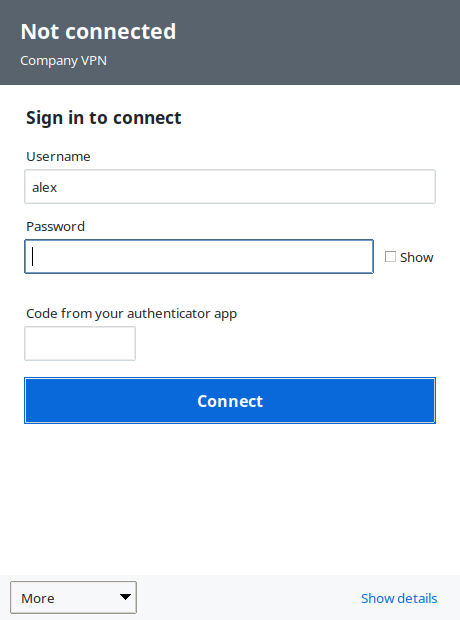 Not connected
Company VPN
Sign in to connect
Username
alex
Password
Show
Code from your authenticator app
Connect
More
Show details